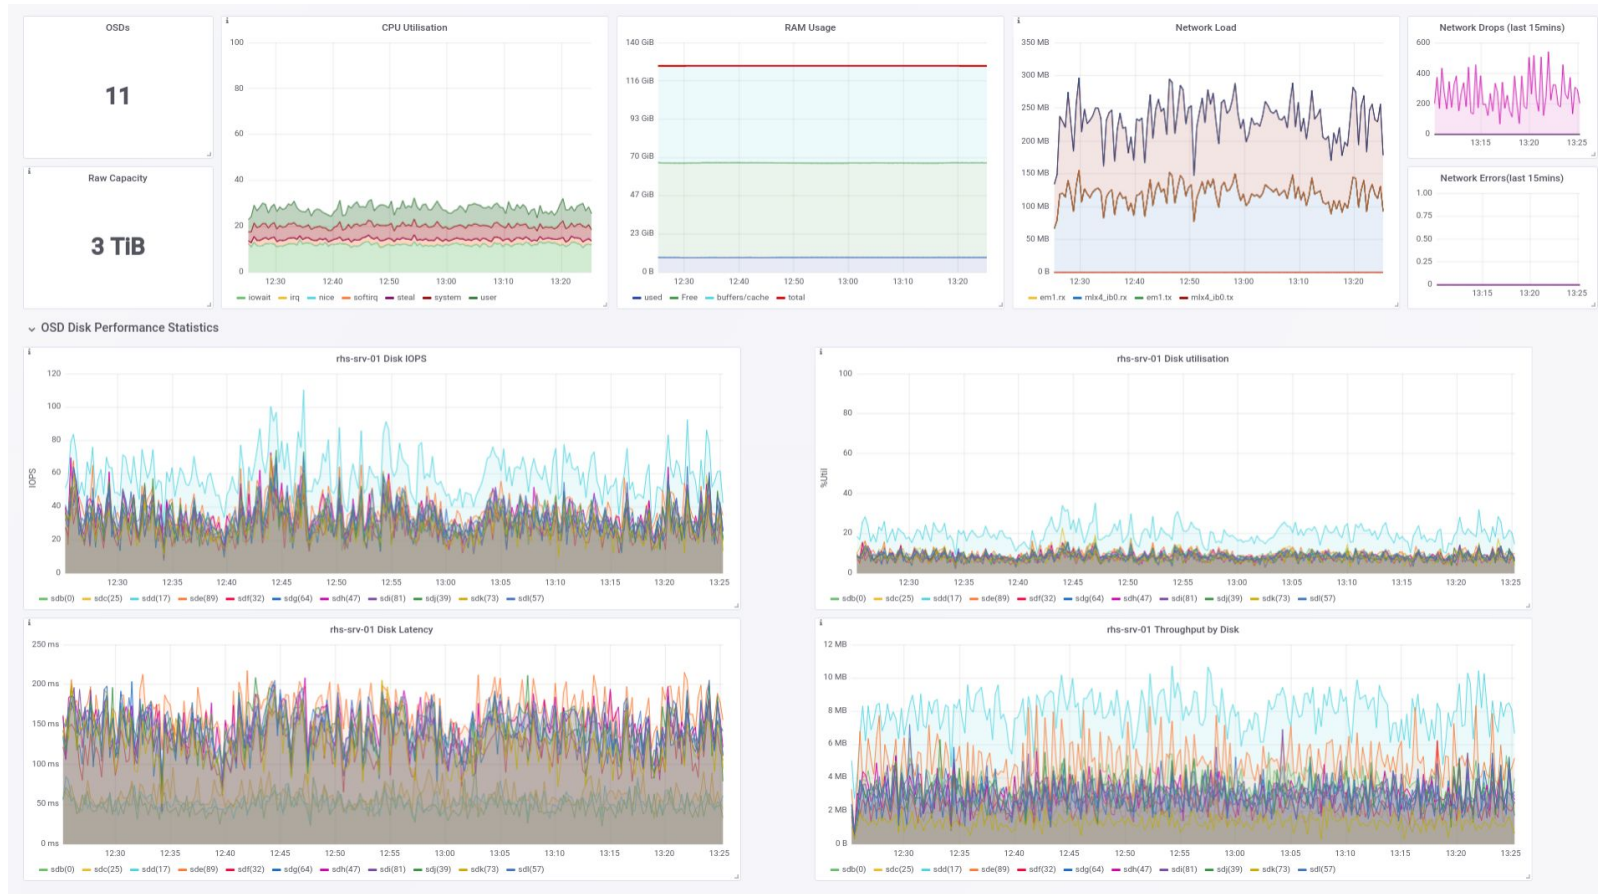 OSDs
11
Raw Capacity
3 TiB
CPU Utilisation
100
80
60
40
20
0
12:30 12:40 12:50 13:00 13:10 13:20
iowait irq nice softirq steal system user
RAM Usage
140 GiB
116 GiB
93 GiB
70 GiB
47 GiB
23 GiB
0 B
12:30 12:40 12:50 13:00 13:10 13:20
used Free buffers/cache total
Network Load
350 MB
300 MB
250 MB
200 MB
150 MB
100 MB
50 MB
0 B
12:30 12:40 12:50 13:00 13:10 13:20
em1.rx mlx4_ib0.rx em1.tx mlx4_ib0.tx
Network Drops (last 15mins)
600
400
200
0
13:15 13:20 13:25
Network Errors(last 15mins)
1.00
0.75
0.50
0.25
0
13:15 13:20 13:25
OSD Disk Performance Statistics
rhs-srv-01 Disk IOPS
IOPS
120
100
80
60
40
20
0
12:30 12:35 12:40 12:45 12:50 12:55 13:00 13:05 13:10 13:15 13:20 13:25
sdb(0) sdc(25) sdd(17) sde(89) sdf(32) sdg(64) sdh(47) sdi(81) sdj(39) sdk(73) sdl(57)
rhs-srv-01 Disk utilisation
%Util
100
80
60
40
20
0
12:30 12:35 12:40 12:45 12:50 12:55 13:00 13:05 13:10 13:15 13:20 13:25
sdb(0) sdc(25) sdd(17) sde(89) sdf(32) sdg(64) sdh(47) sdi(81) sdj(39) sdk(73) sdl(57)
rhs-srv-01 Disk Latency
250 ms
200 ms
150 ms
100 ms
50 ms
0 ms
12:30 12:35 12:40 12:45 12:50 12:55 13:00 13:05 13:10 13:15 13:20 13:25
sdb(0) sdc(25) sdd(17) sde(89) sdf(32) sdg(64) sdh(47) sdi(81) sdj(39) sdk(73) sdl(57)
rhs-srv-01 Throughput by Disk
12 MB
10 MB
8 MB
6 MB
4 MB
2 MB
0 B
12:30 12:35 12:40 12:45 12:50 12:55 13:00 13:05 13:10 13:15 13:20 13:25
sdb(0) sdc(25) sdd(17) sde(89) sdf(32) sdg(64) sdh(47) sdi(81) sdj(39) sdk(73) sdl(57)